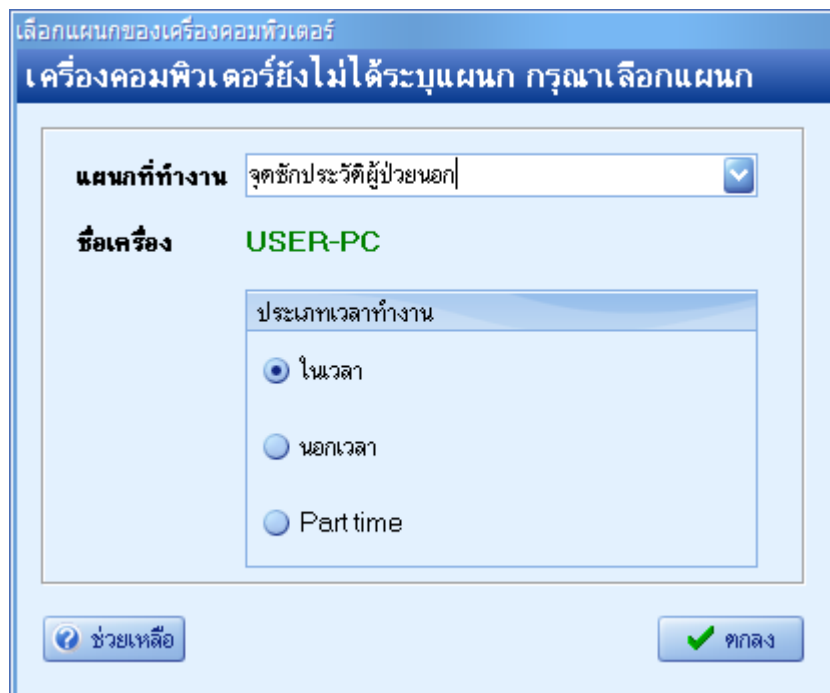 เลือกแผนกของเครื่องคอมพิวเตอร์
เครื่องคอมพิวเตอร์ยังไม่ได้ระบุแผนก กรุณาเลือกแผนก
แผนกที่ทำงาน จุดซักประวัติผู้ป่วยนอก
ชื่อเครื่อง USER-PC
ประเภทเวลาทำงาน
ในเวลา
นอกเวลา
Part time
ช่วยเหลือ ตกลง